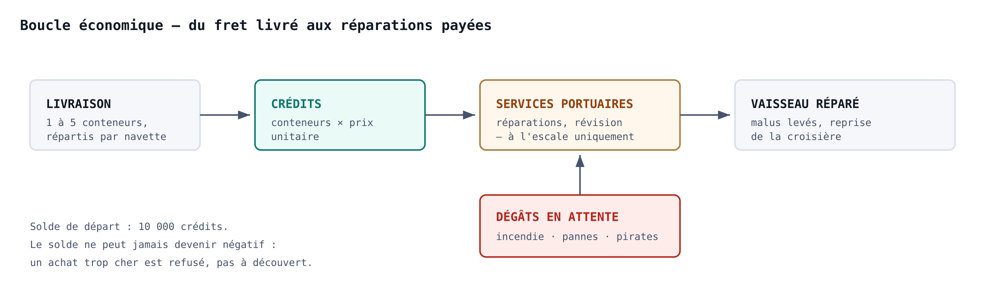 Boucle économique — du fret livré aux réparations payées
LIVRAISON
1 à 5 conteneurs,
répartis par navette
CRÉDITS
conteneurs × prix
unitaire
SERVICES PORTUAIRES
réparations, révision
— à l'escale uniquement
VAISSEAU RÉPARÉ
malus levés, reprise
de la croisière
DÉGÂTS EN ATTENTE
incendie · pannes · pirates
Solde de départ : 10 000 crédits.
Le solde ne peut jamais devenir négatif :
un achat trop cher est refusé, pas à découvert.